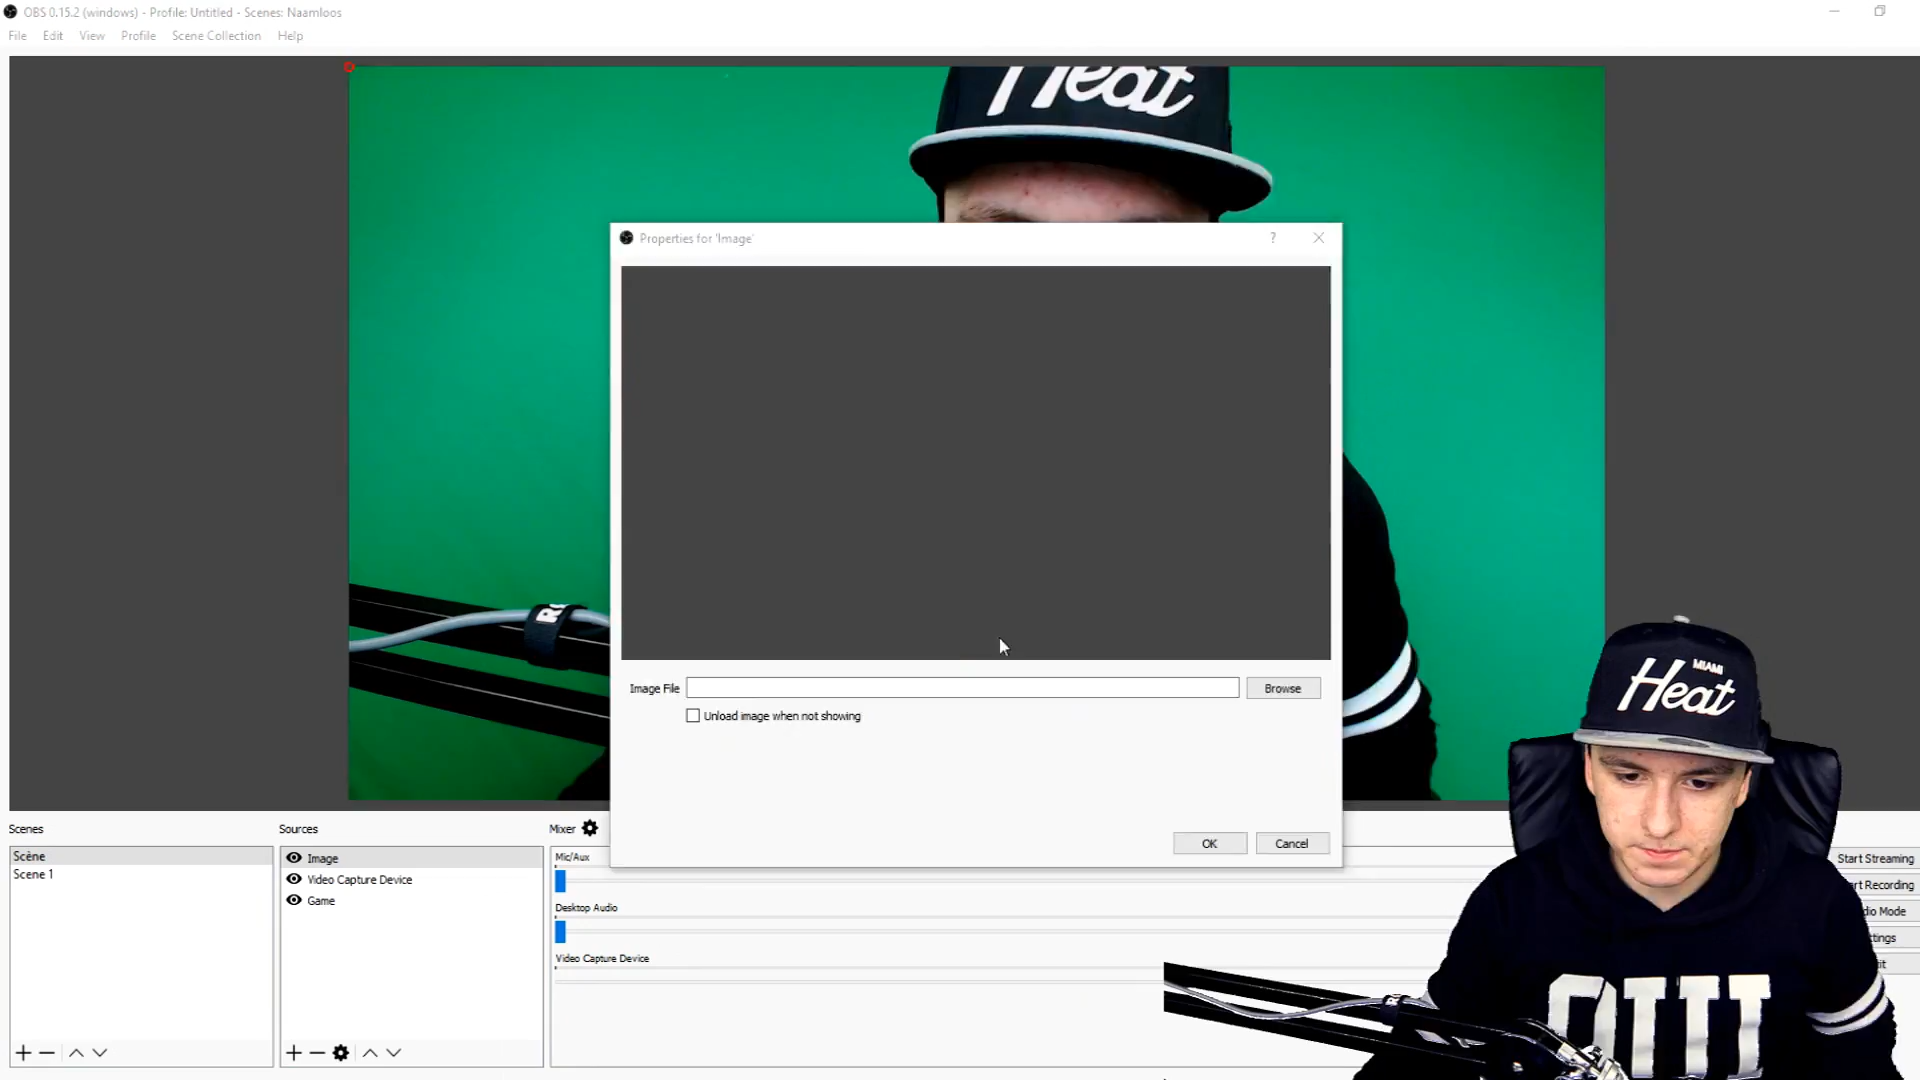 OBS 0.15.2 (windows) - Profile: Untitled - Scenes: Naamloos
File Edit View Profile Scene Collection Help
Heat
Properties for 'Image'
?
Image File
Browse
Unload image when not showing
OK
Cancel
MIAMI
Heat
Scenes
Scène
Scene 1
Sources
Image
Video Capture Device
Game
Mixer
Mic/Aux
Desktop Audio
Video Capture Device
Start Streaming
rt Recording
dio Mode
ttings
it